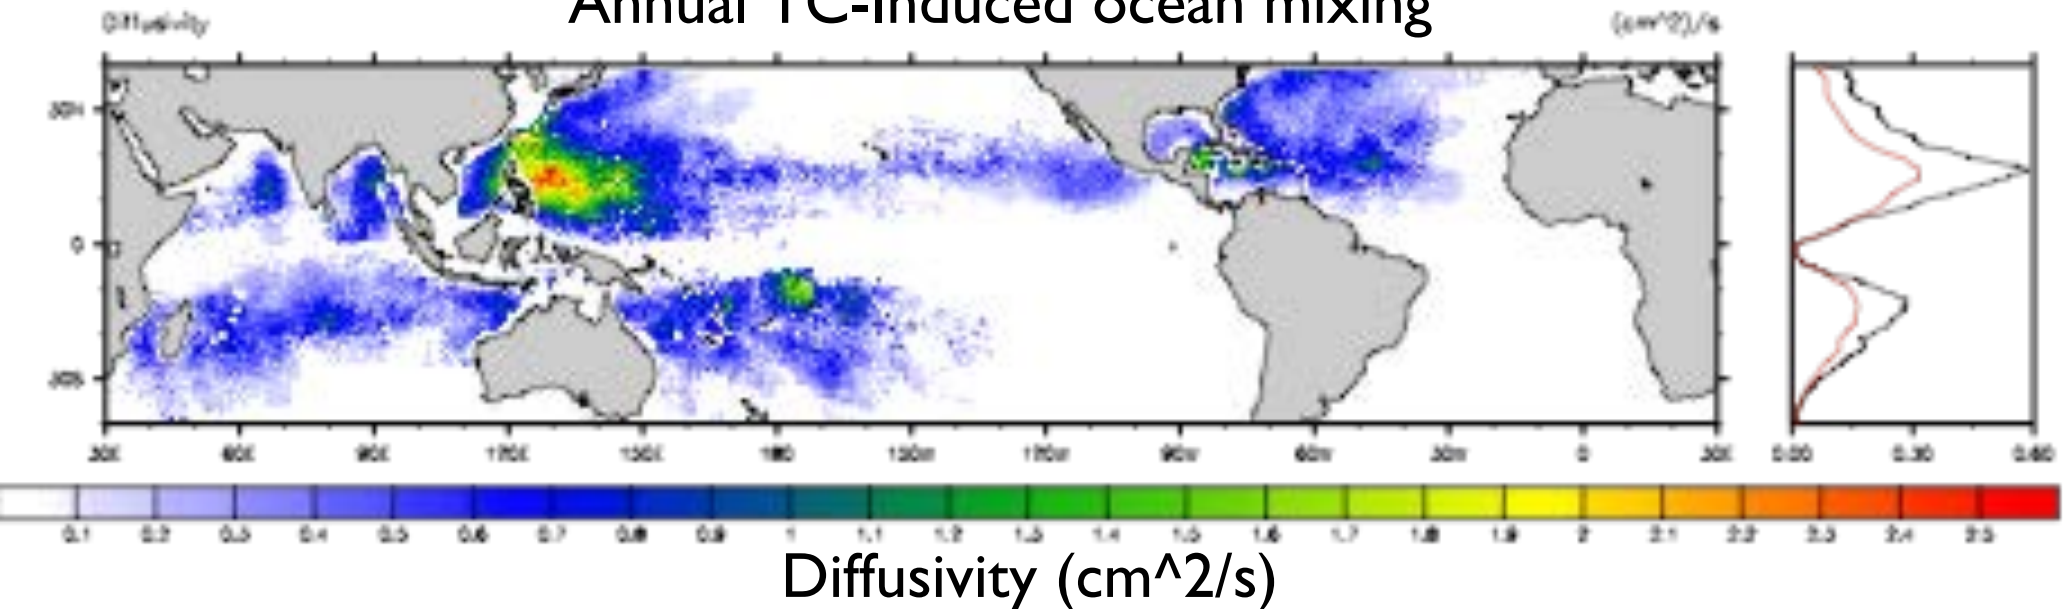 Annual TC-Induced ocean mixing
Diffusivity (cm^2)/s
30N
0
30S
30E 60E 90E 120E 150E 180 150W 120W 90W 60W 30W 0 30E 0.00 0.30 0.60
0.1 0.2 0.3 0.4 0.5 0.6 0.7 0.8 0.9 1 1.1 1.2 1.3 1.4 1.5 1.6 1.7 1.8 1.9 2 2.1 2.2 2.3 2.4 2.5
Diffusivity (cm^2/s)